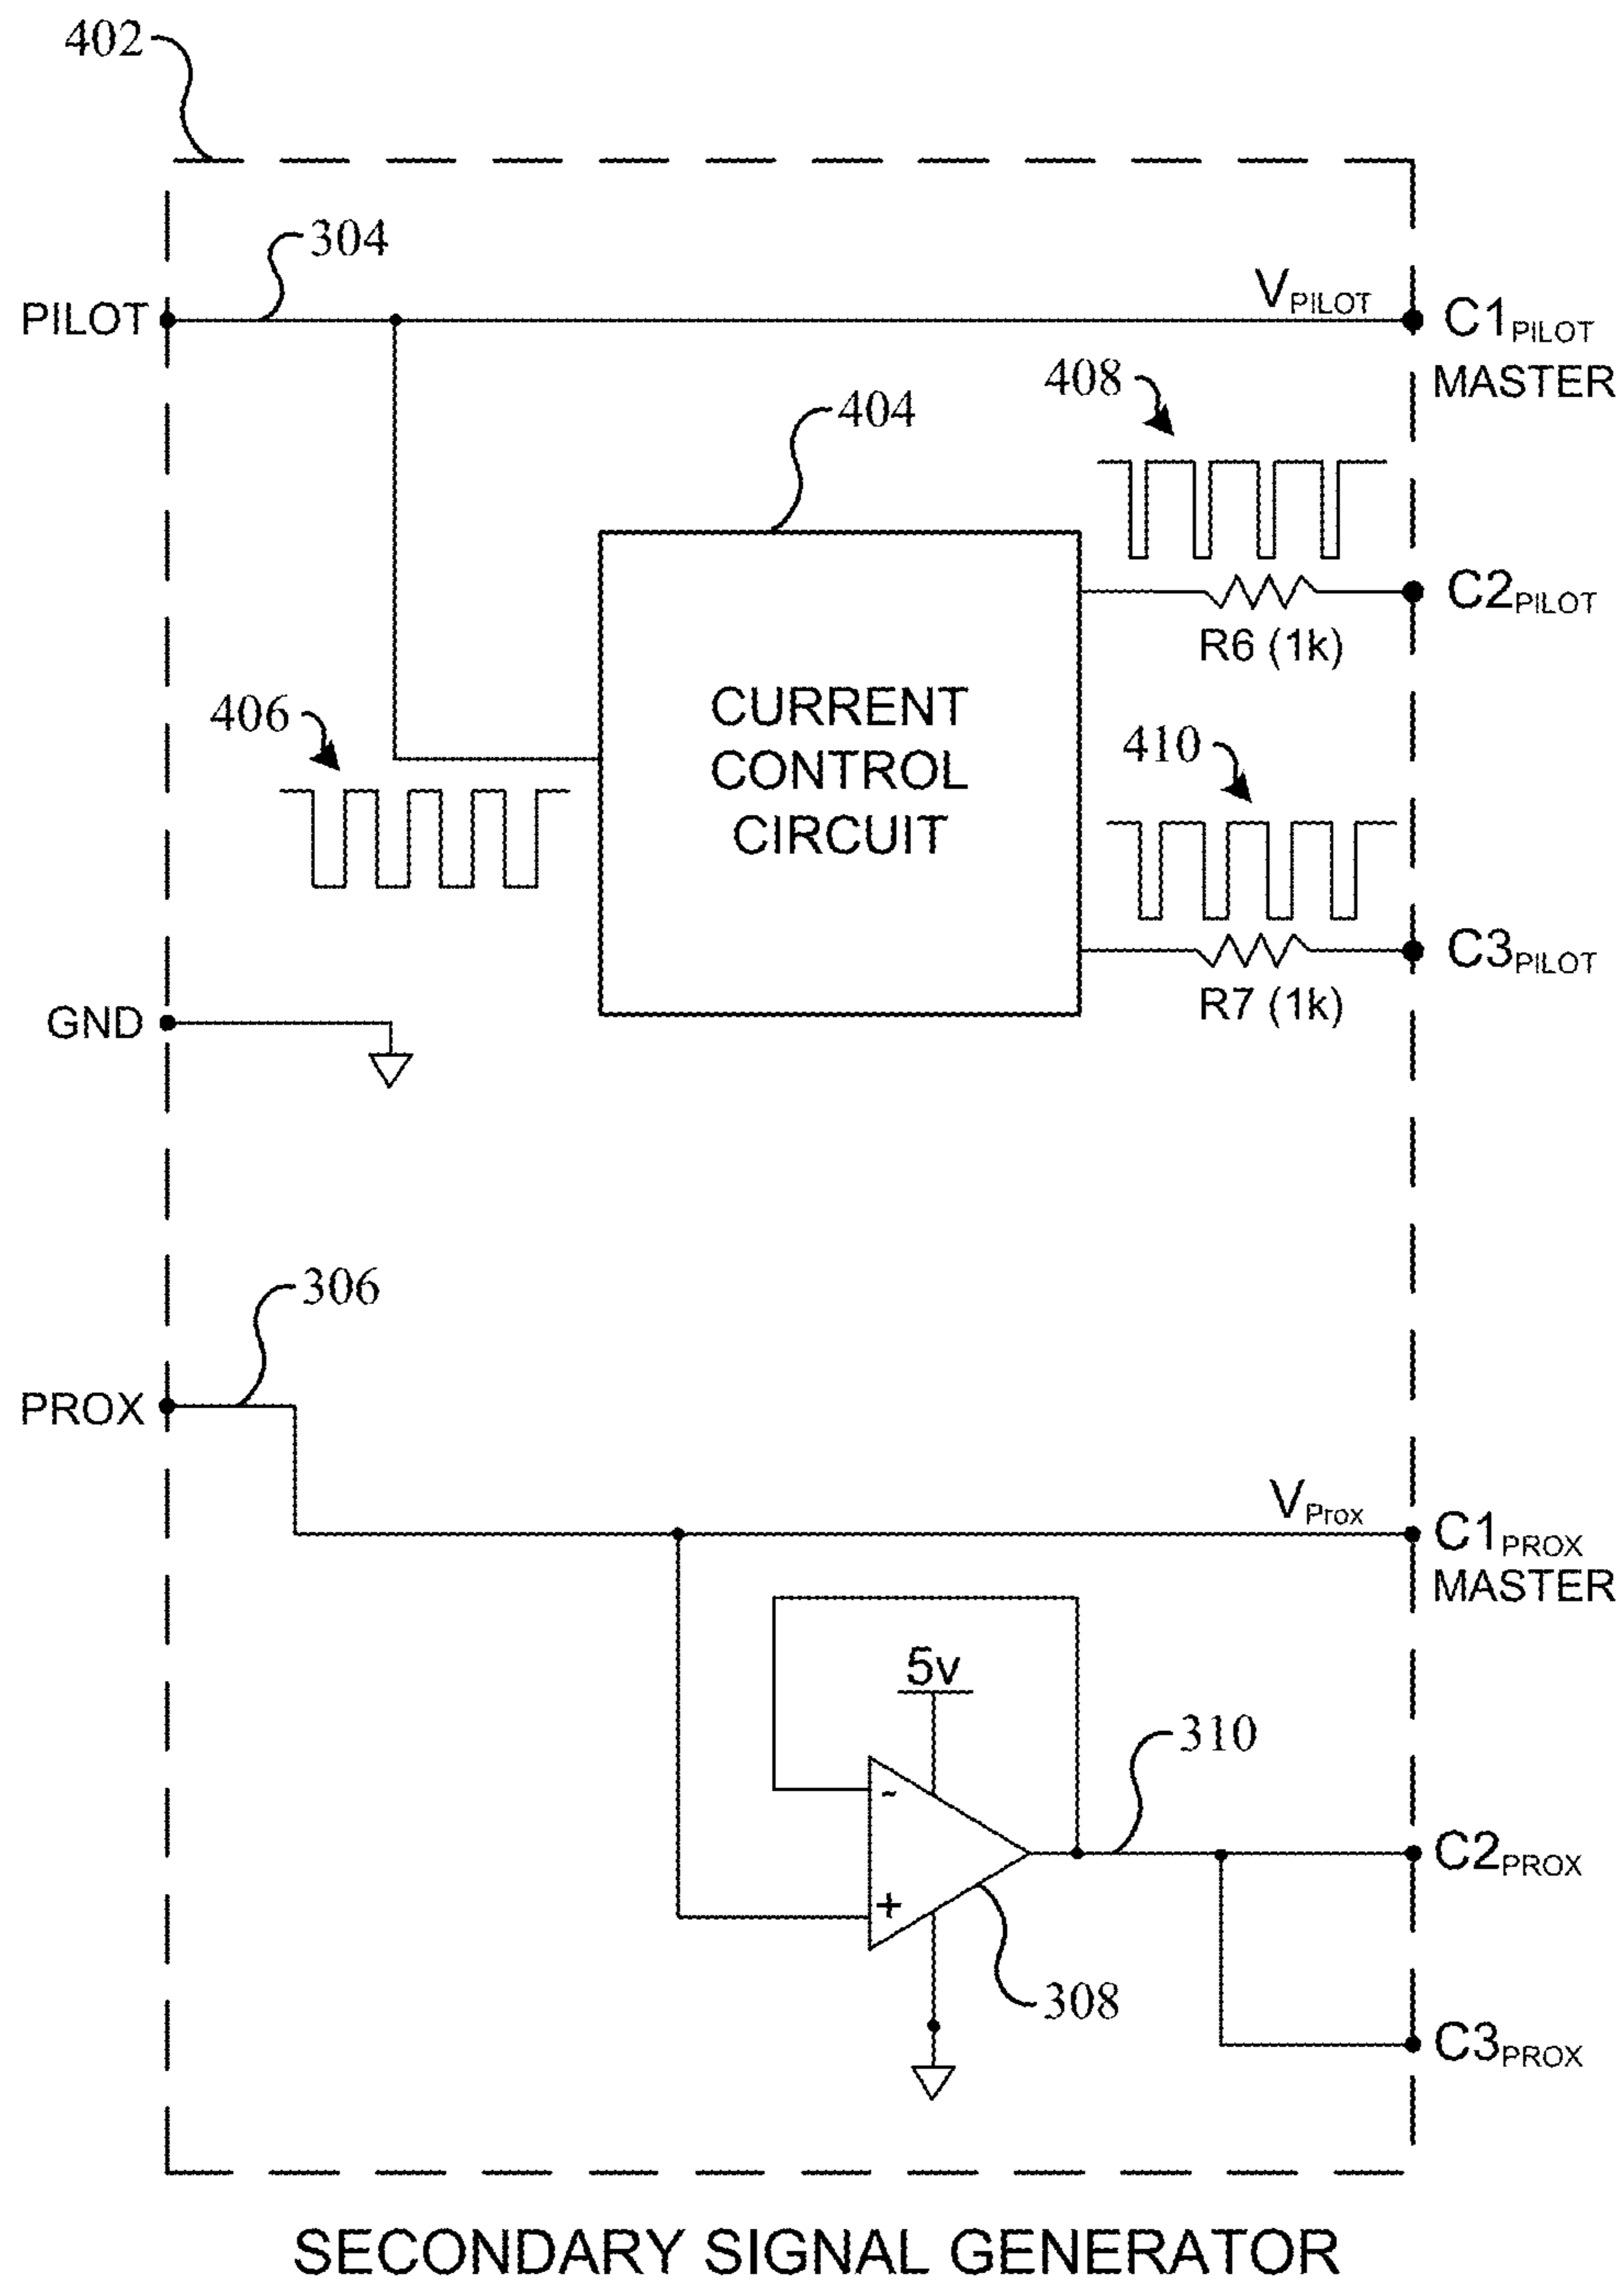 402
304
PILOT
VPILOT
C1PILOT
MASTER
408
404
C2PILOT
R6 (1k)
CURRENT
CONTROL
CIRCUIT
406
410
C3PILOT
R7 (1k)
GND
306
PROX
VProx
C1PROX
MASTER
5v
310
-
C2PROX
+
308
C3PROX
SECONDARY SIGNAL GENERATOR